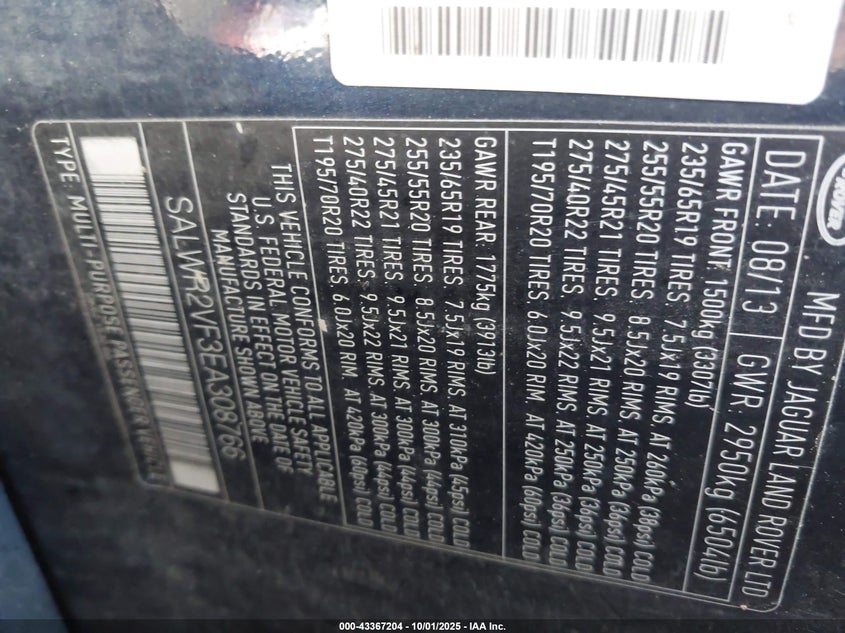 ROVER
MFD BY JAGUAR LAND ROVER LTD
DATE: 08/13 GWR: 2950kg (6504lb)
GAWR FRONT: 1500kg (3307lb)
235/65R19 TIRES 7.5Jx19 RIMS. AT 260kPa (38psi) COLD
255/55R20 TIRES 8.5Jx20 RIMS AT 250kPa (36psi) COLD
275/45R21 TIRES. 9.5Jx21 RIMS AT 250kPa (36psi) COLD
275/40R22 TIRES. 9.5Jx22 RIMS AT 250kPa (36psi) COLD
T195/70R20 TIRES 6.0Jx20 RIM. AT 420kPa (60psi) COLD
GAWR REAR: 1775kg (3913lb)
235/65R19 TIRES 7.5Jx19 RIMS AT 310kPa (45psi) COLD
255/55R20 TIRES 8.5Jx20 RIMS AT 300kPa (44psi) COLD
275/45R21 TIRES 9.5Jx21 RIMS AT 300kPa (44psi) COLD
275/40R22 TIRES. 9.5Jx22 RIMS. AT 300kPa (44psi) COLD
T195/70R20 TIRES 6.0Jx20 RIM. AT 420kPa (60psi) COLD
THIS VEHICLE CONFORMS TO ALL APPLICABLE
U.S. FEDERAL MOTOR VEHICLE SAFETY
STANDARDS IN EFFECT ON THE DATE OF
MANUFACTURE SHOWN ABOVE
SALWR2VF3EA308766
TYPE: MULTI-PURPOSE PASSENGER VEHICLE
000-43367204 - 10/01/2025 - IAA Inc.